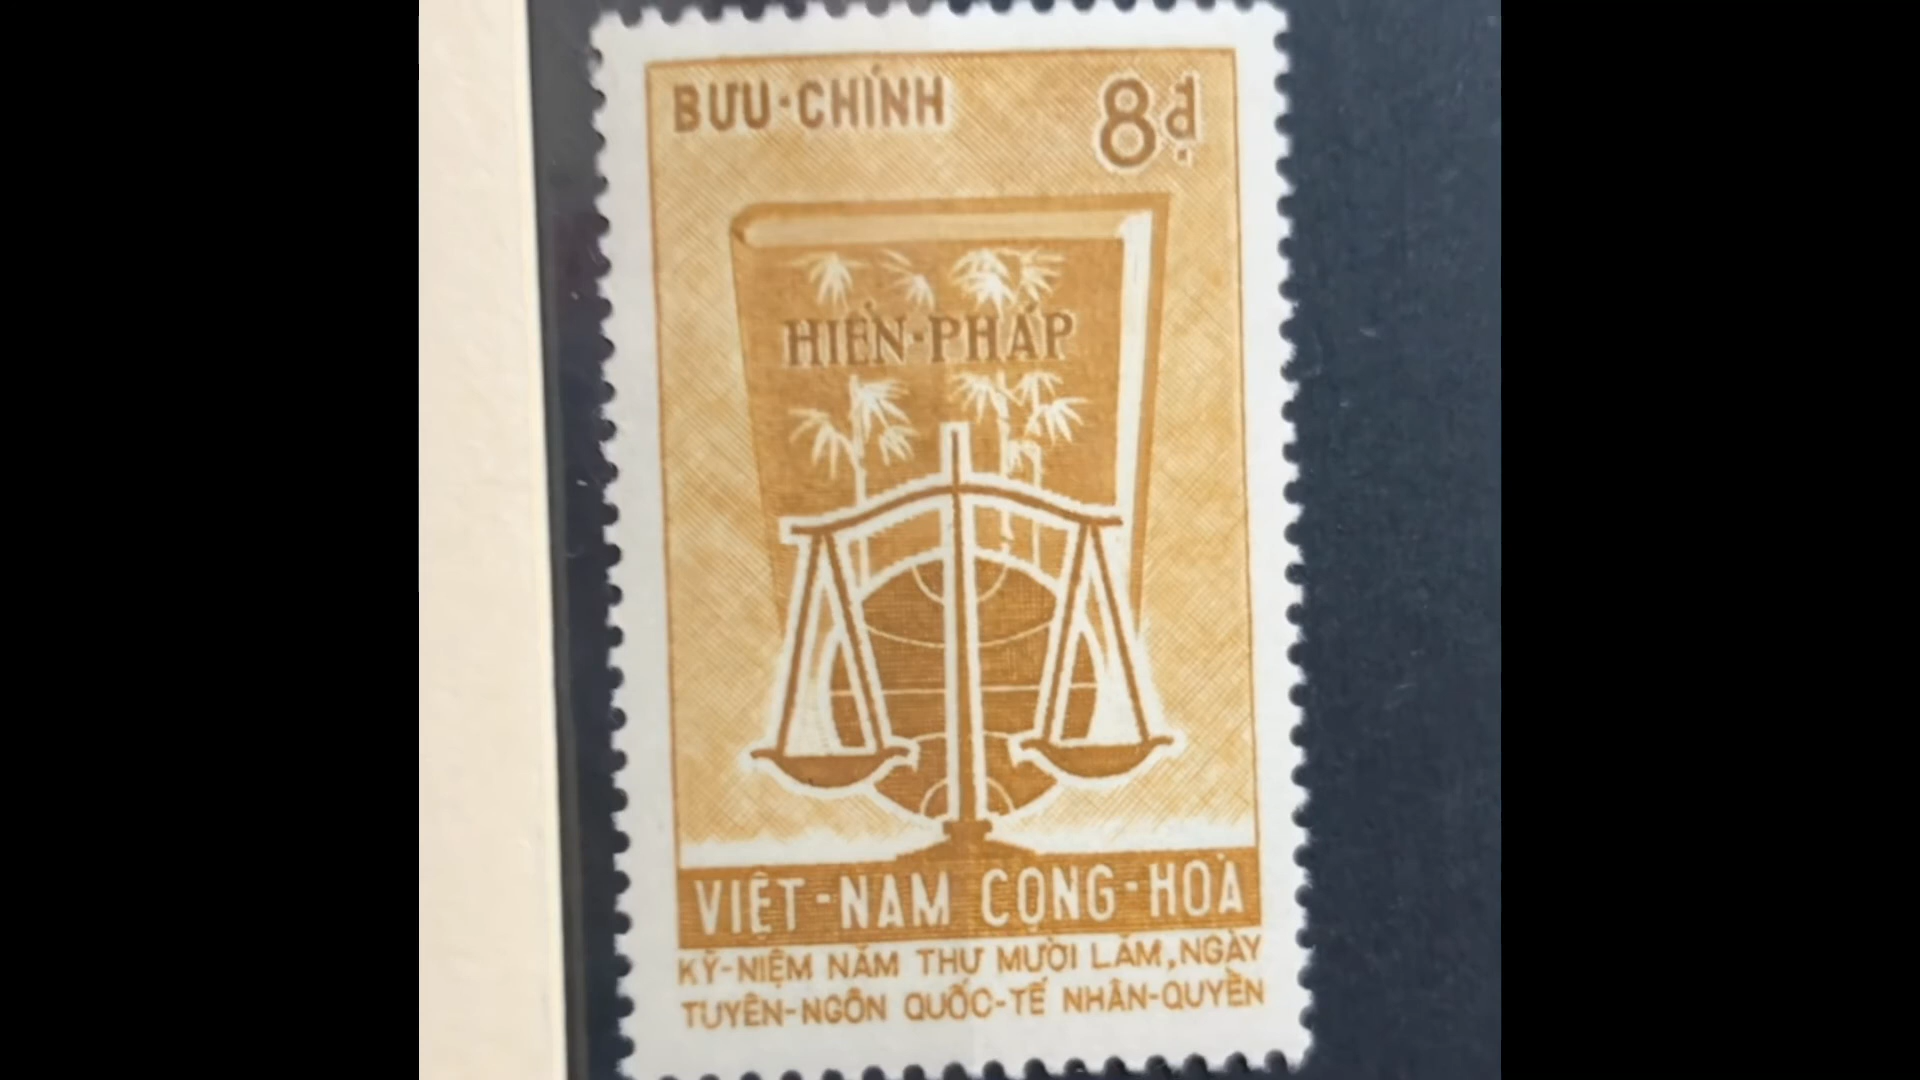 BƯU-CHÍNH
8đ.
HIẾN-PHÁP
VIỆT-NAM CỘNG-HOÀ
KỶ-NIỆM NĂM THỨ MƯỜI LĂM, NGÀY
TUYÊN-NGÔN QUỐC-TẾ NHÂN-QUYỀN